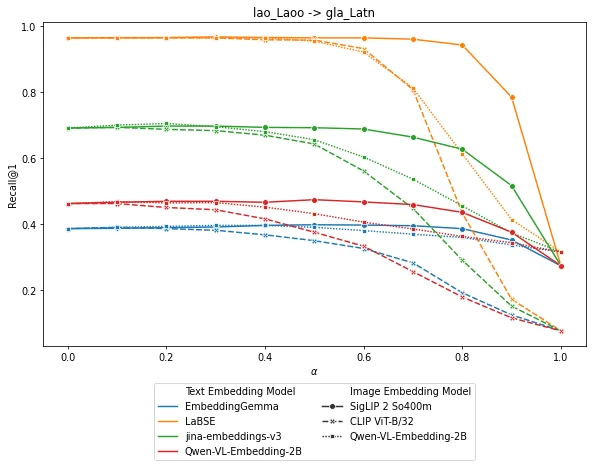 lao_Laoo -> gla_Latn
1.0
0.8
0.6
0.4
0.2
Recall@1
0.0 0.2 0.4 0.6 0.8 1.0
α
Text Embedding Model Image Embedding Model
EmbeddingGemma SigLIP 2 So400m
LaBSE CLIP ViT-B/32
jina-embeddings-v3 Qwen-VL-Embedding-2B
Qwen-VL-Embedding-2B